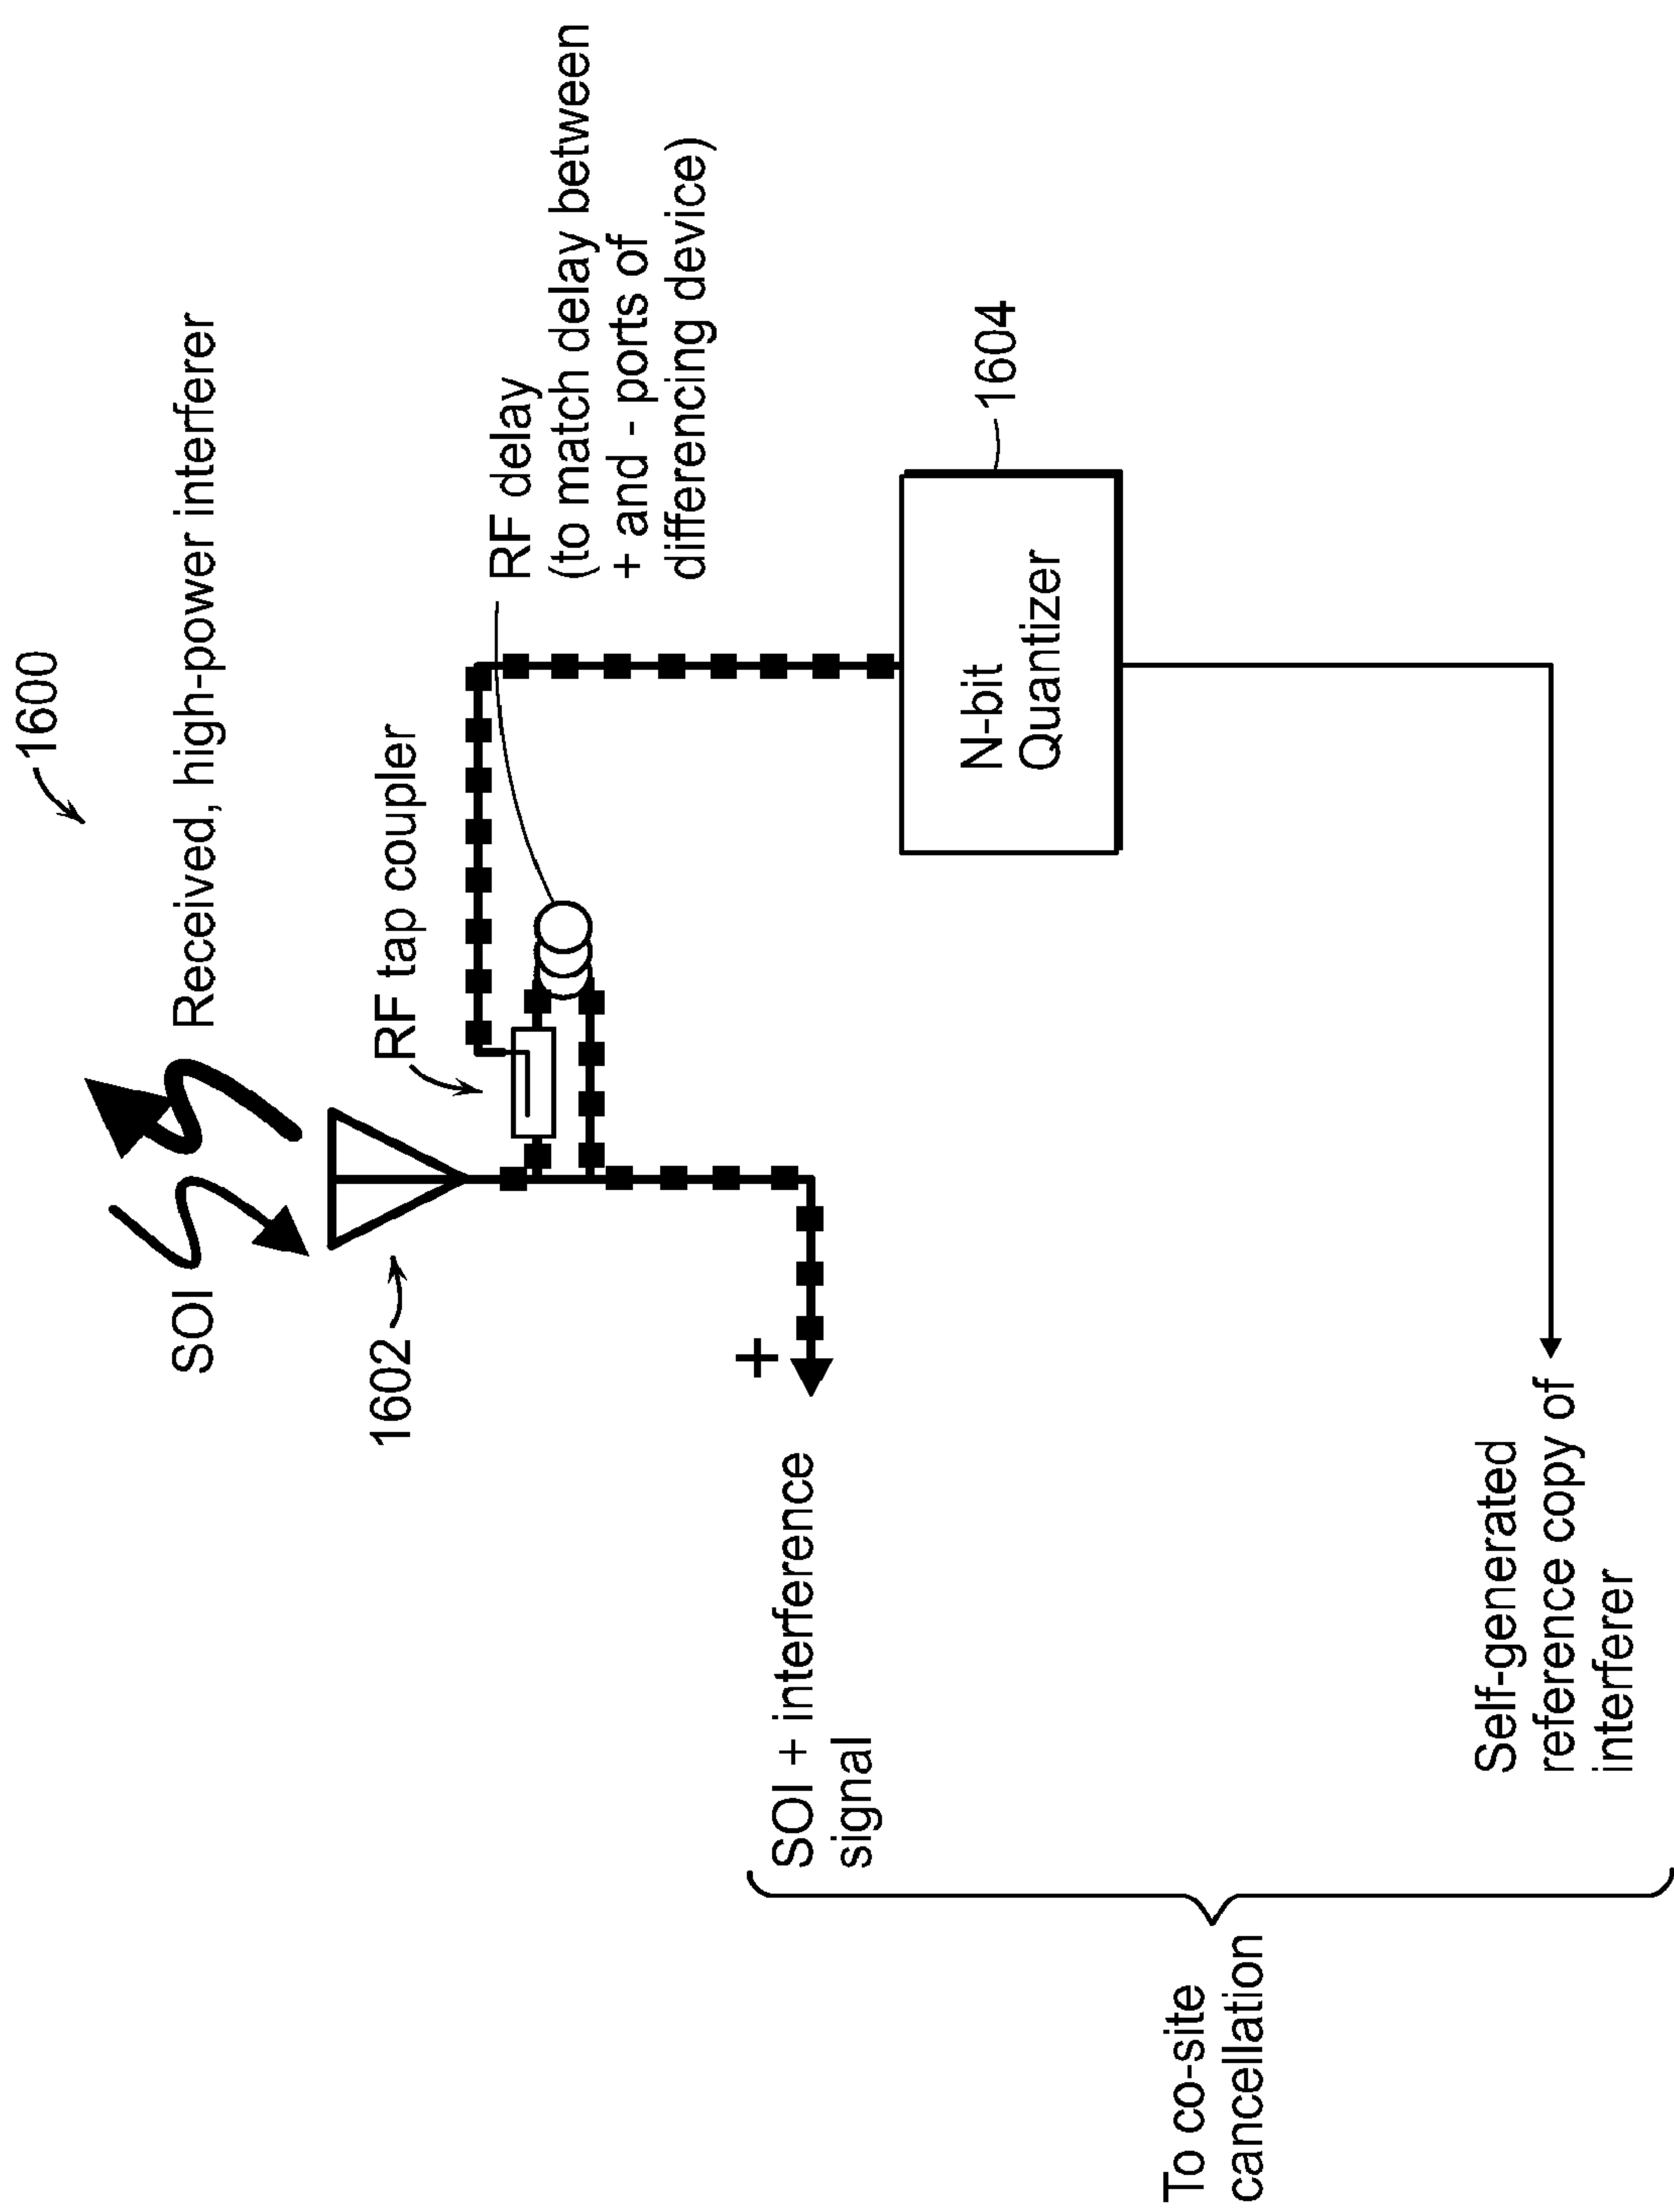 1600
SOI
Received, high-power interferer
1602
RF tap coupler
RF delay
(to match delay between
+ and - ports of
differencing device)
+
SOI + interference
signal
N-bit
Quantizer
1604
To co-site
cancellation
Self-generated
reference copy of
interferer